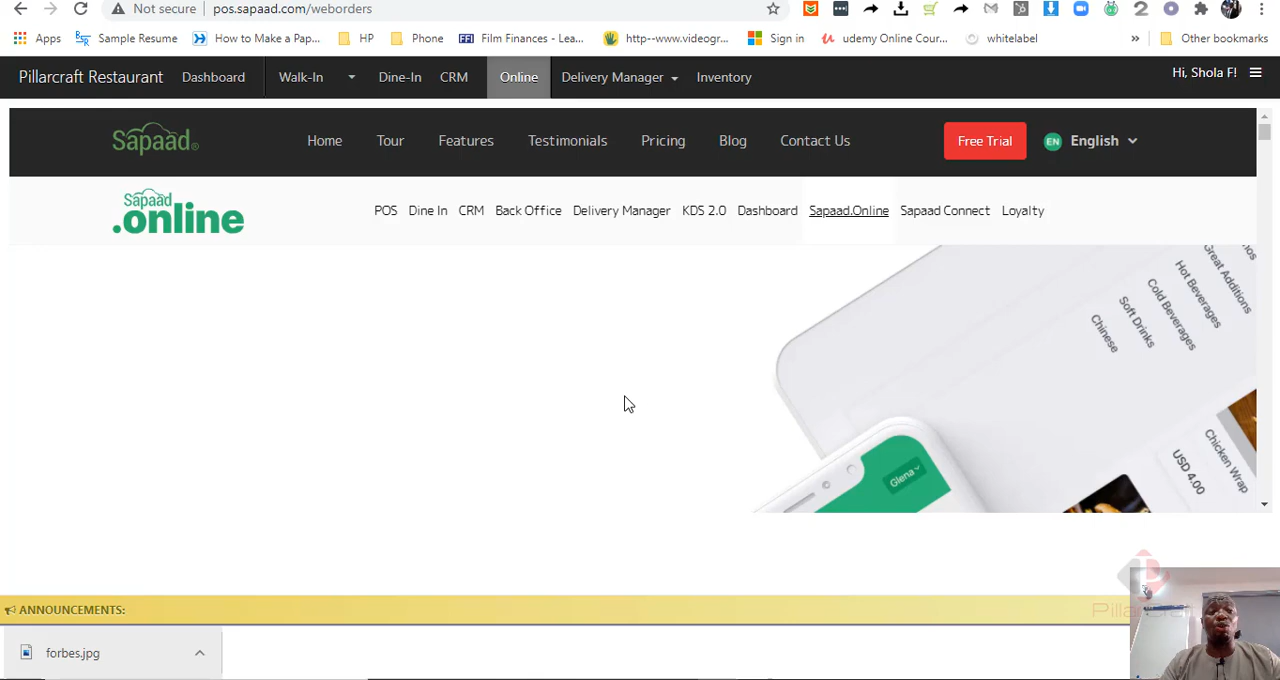 Not secure pos.sapaad.com/weborders
Apps Sample Resume How to Make a Pap... HP Phone Film Finances - Lea... http--www.videogr... Sign in udemy Online Cour... whitelabel » Other bookmarks
Pillarcraft Restaurant Dashboard Walk-In Dine-In CRM Online Delivery Manager Inventory Hi, Shola F!
Sapaad® Home Tour Features Testimonials Pricing Blog Contact Us Free Trial EN English
Sapaad
.online
POS Dine In CRM Back Office Delivery Manager KDS 2.0 Dashboard Sapaad.Online Sapaad Connect Loyalty
Great Additions
Hot Beverages
Cold Beverages
Soft Drinks
Chinese
Chicken Wrap
USD 4.00
Glena
ANNOUNCEMENTS:
forbes.jpg